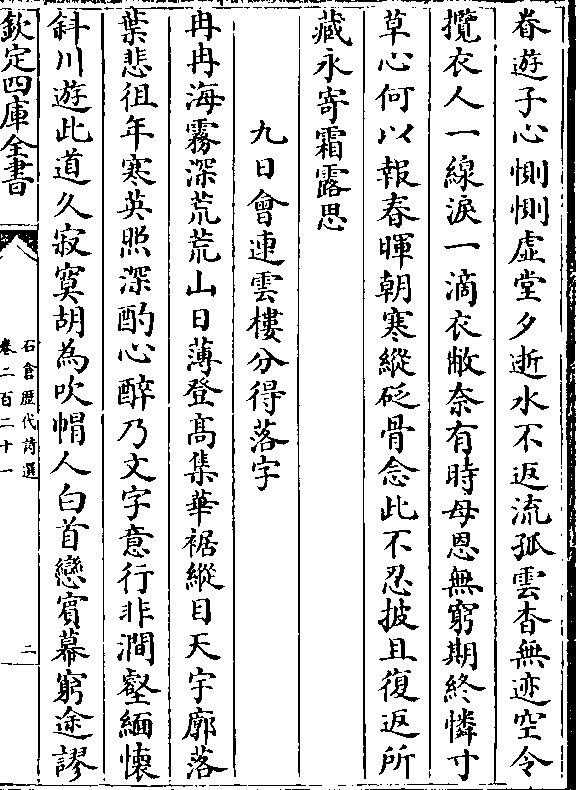 眷遊子心惻惻虛堂夕逝水不返流孤雲杳無迹空令
攬衣人一線淚一滴衣敝奈有時母恩無窮期終憐寸
草心何以報春暉朝寒縱砭骨念此不忍披且復返所
藏永寄霜露思
九日會連雲樓分得落字
冉冉海霧深荒荒山日薄登高集華裾縱目天宇廓落
葉悲徂年寒英照深酌心醉乃文字意行非澗壑緬懷
斜川遊此道久寂寞胡為吹帽人白首戀賓幕窮途謬
欽定四庫全書
石倉歷代詩選
卷二百二十一
二